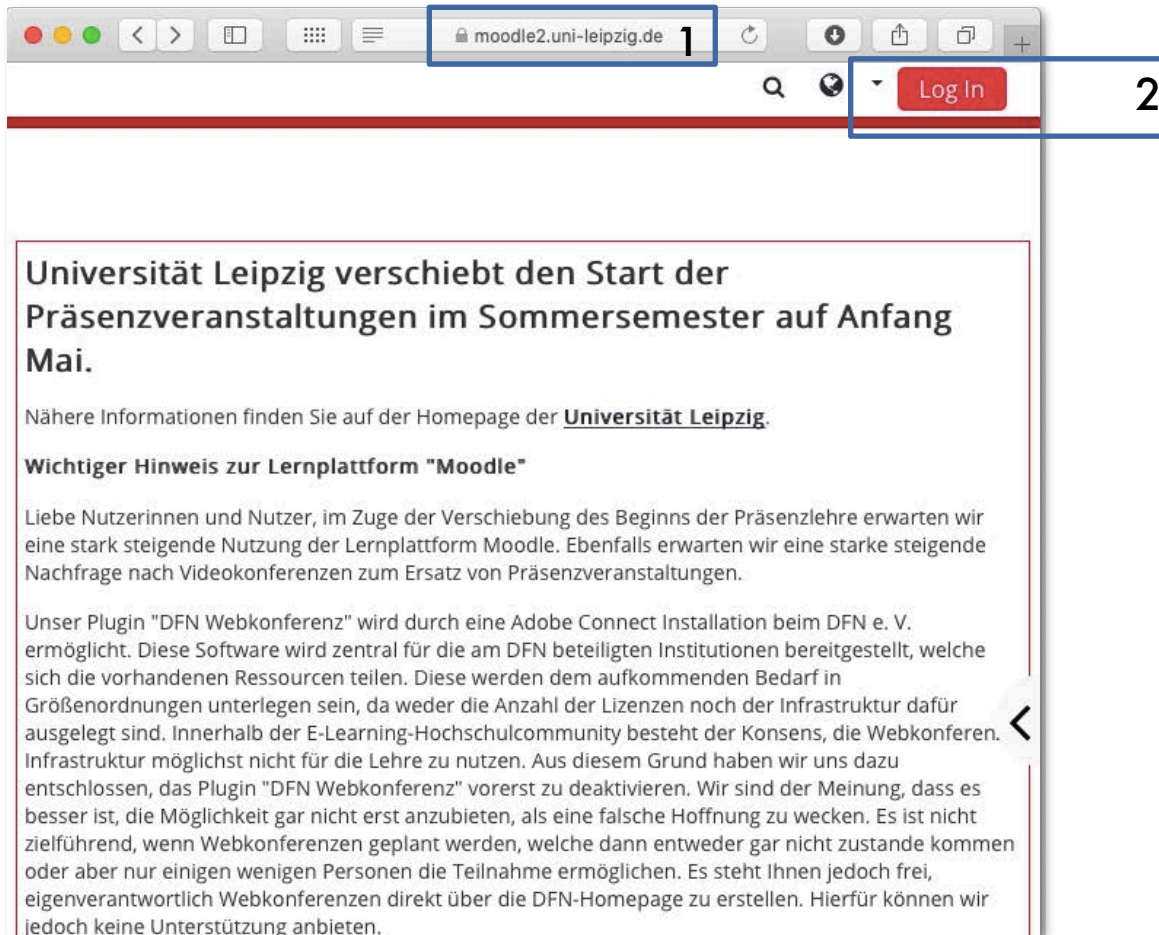 moodle2.uni-leipzig.de 1
Log In 2
Universität Leipzig verschiebt den Start der
Präsenzveranstaltungen im Sommersemester auf Anfang
Mai.
Nähere Informationen finden Sie auf der Homepage der Universität Leipzig.
Wichtiger Hinweis zur Lernplattform "Moodle"
Liebe Nutzerinnen und Nutzer, im Zuge der Verschiebung des Beginns der Präsenzlehre erwarten wir
eine stark steigende Nutzung der Lernplattform Moodle. Ebenfalls erwarten wir eine starke steigende
Nachfrage nach Videokonferenzen zum Ersatz von Präsenzveranstaltungen.
Unser Plugin "DFN Webkonferenz" wird durch eine Adobe Connect Installation beim DFN e. V.
ermöglicht. Diese Software wird zentral für die am DFN beteiligten Institutionen bereitgestellt, welche
sich die vorhandenen Ressourcen teilen. Diese werden dem aufkommenden Bedarf in
Größenordnungen unterlegen sein, da weder die Anzahl der Lizenzen noch der Infrastruktur dafür
ausgelegt sind. Innerhalb der E-Learning-Hochschulcommunity besteht der Konsens, die Webkonferen
Infrastruktur möglichst nicht für die Lehre zu nutzen. Aus diesem Grund haben wir uns dazu
entschlossen, das Plugin "DFN Webkonferenz" vorerst zu deaktivieren. Wir sind der Meinung, dass es
besser ist, die Möglichkeit gar nicht erst anzubieten, als eine falsche Hoffnung zu wecken. Es ist nicht
zielführend, wenn Webkonferenzen geplant werden, welche dann entweder gar nicht zustande kommen
oder aber nur einigen wenigen Personen die Teilnahme ermöglichen. Es steht Ihnen jedoch frei,
eigenverantwortlich Webkonferenzen direkt über die DFN-Homepage zu erstellen. Hierfür können wir
jedoch keine Unterstützung anbieten.